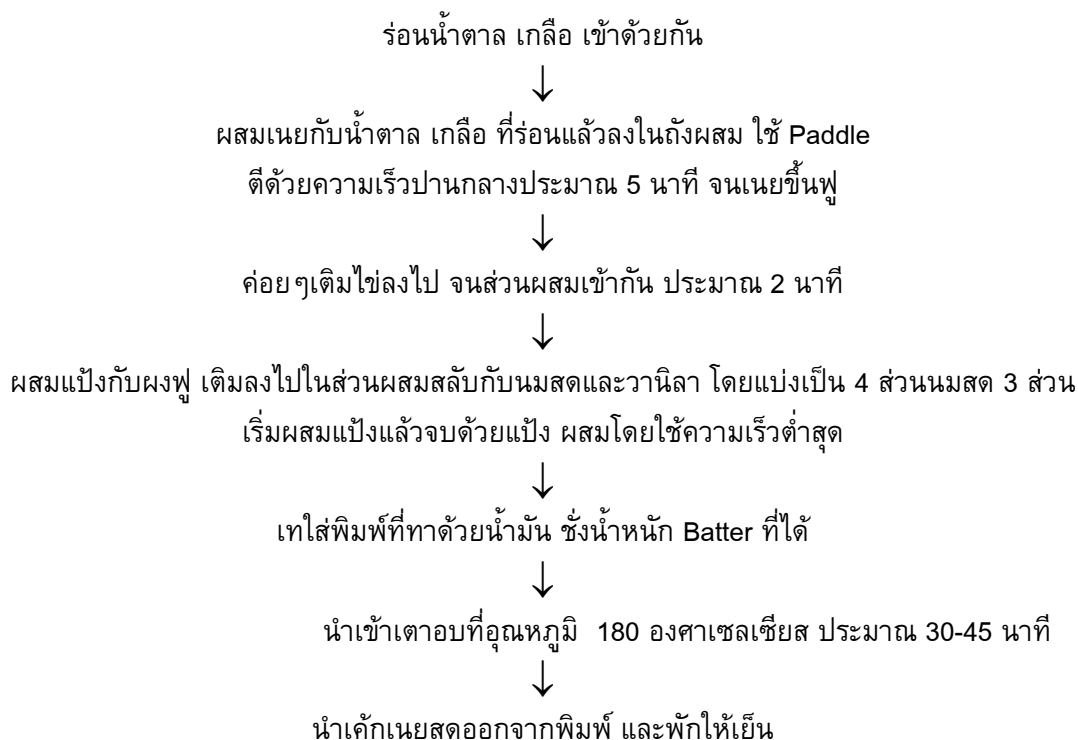 ร่อนน้ำตาล เกลือ เข้าด้วยกัน
↓
ผสมเนยกับน้ำตาล เกลือ ที่ร่อนแล้วลงในถังผสม ใช้ Paddle
ตีด้วยความเร็วปานกลางประมาณ 5 นาที จนเนยขึ้นฟู
↓
ค่อยๆเติมไข่ลงไป จนส่วนผสมเข้ากัน ประมาณ 2 นาที
↓
ผสมแป้งกับผงฟู เติมลงไปในส่วนผสมสลับกับนมสดและวานิลา โดยแบ่งเป็น 4 ส่วนนมสด 3 ส่วน
เริ่มผสมแป้งแล้วจบด้วยแป้ง ผสมโดยใช้ความเร็วต่ำสุด
↓
เทใส่พิมพ์ที่ทาด้วยน้ำมัน ชั่งน้ำหนัก Batter ที่ได้
↓
นำเข้าเตาอบที่อุณหภูมิ 180 องศาเซลเซียส ประมาณ 30-45 นาที
↓
นำเค้กเนยสดออกจากพิมพ์ และพักให้เย็น